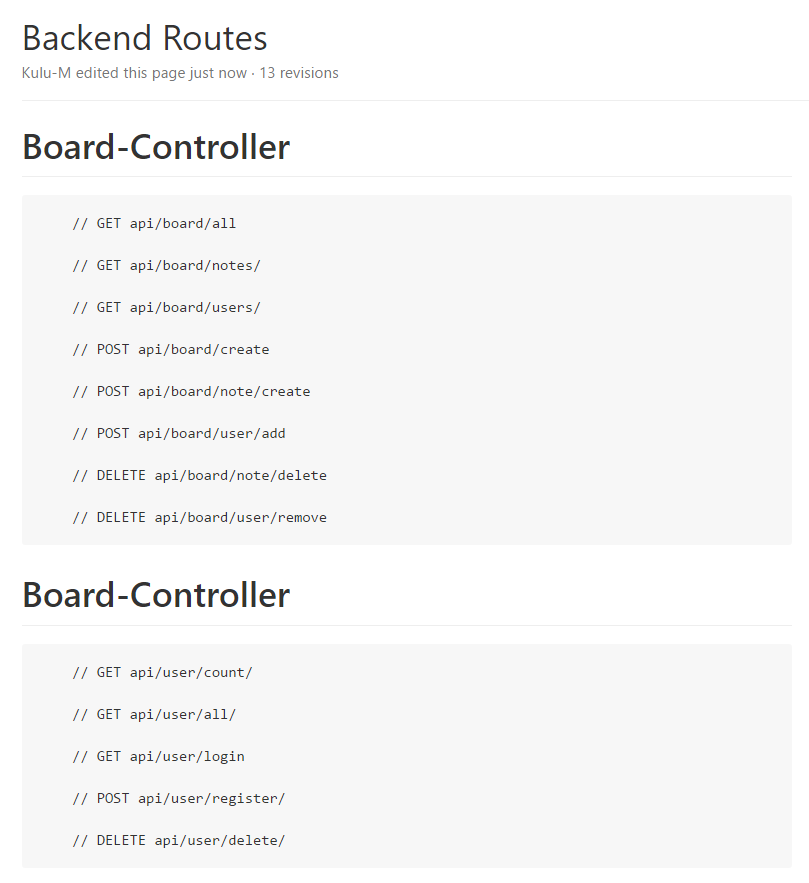 Backend Routes
Kulu-M edited this page just now · 13 revisions
Board-Controller
// GET api/board/all
// GET api/board/notes/
// GET api/board/users/
// POST api/board/create
// POST api/board/note/create
// POST api/board/user/add
// DELETE api/board/note/delete
// DELETE api/board/user/remove
Board-Controller
// GET api/user/count/
// GET api/user/all/
// GET api/user/login
// POST api/user/register/
// DELETE api/user/delete/